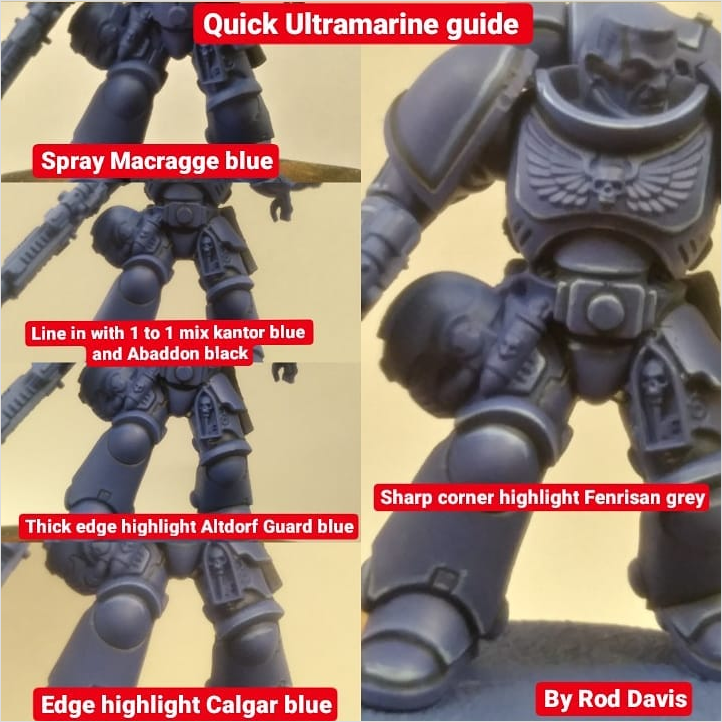 Quick Ultramarine guide
Spray Macragge blue
Line in with 1 to 1 mix kantor blue
and Abaddon black
Thick edge highlight Altdorf Guard blue
Edge highlight Calgar blue
Sharp corner highlight Fenrisan grey
By Rod Davis